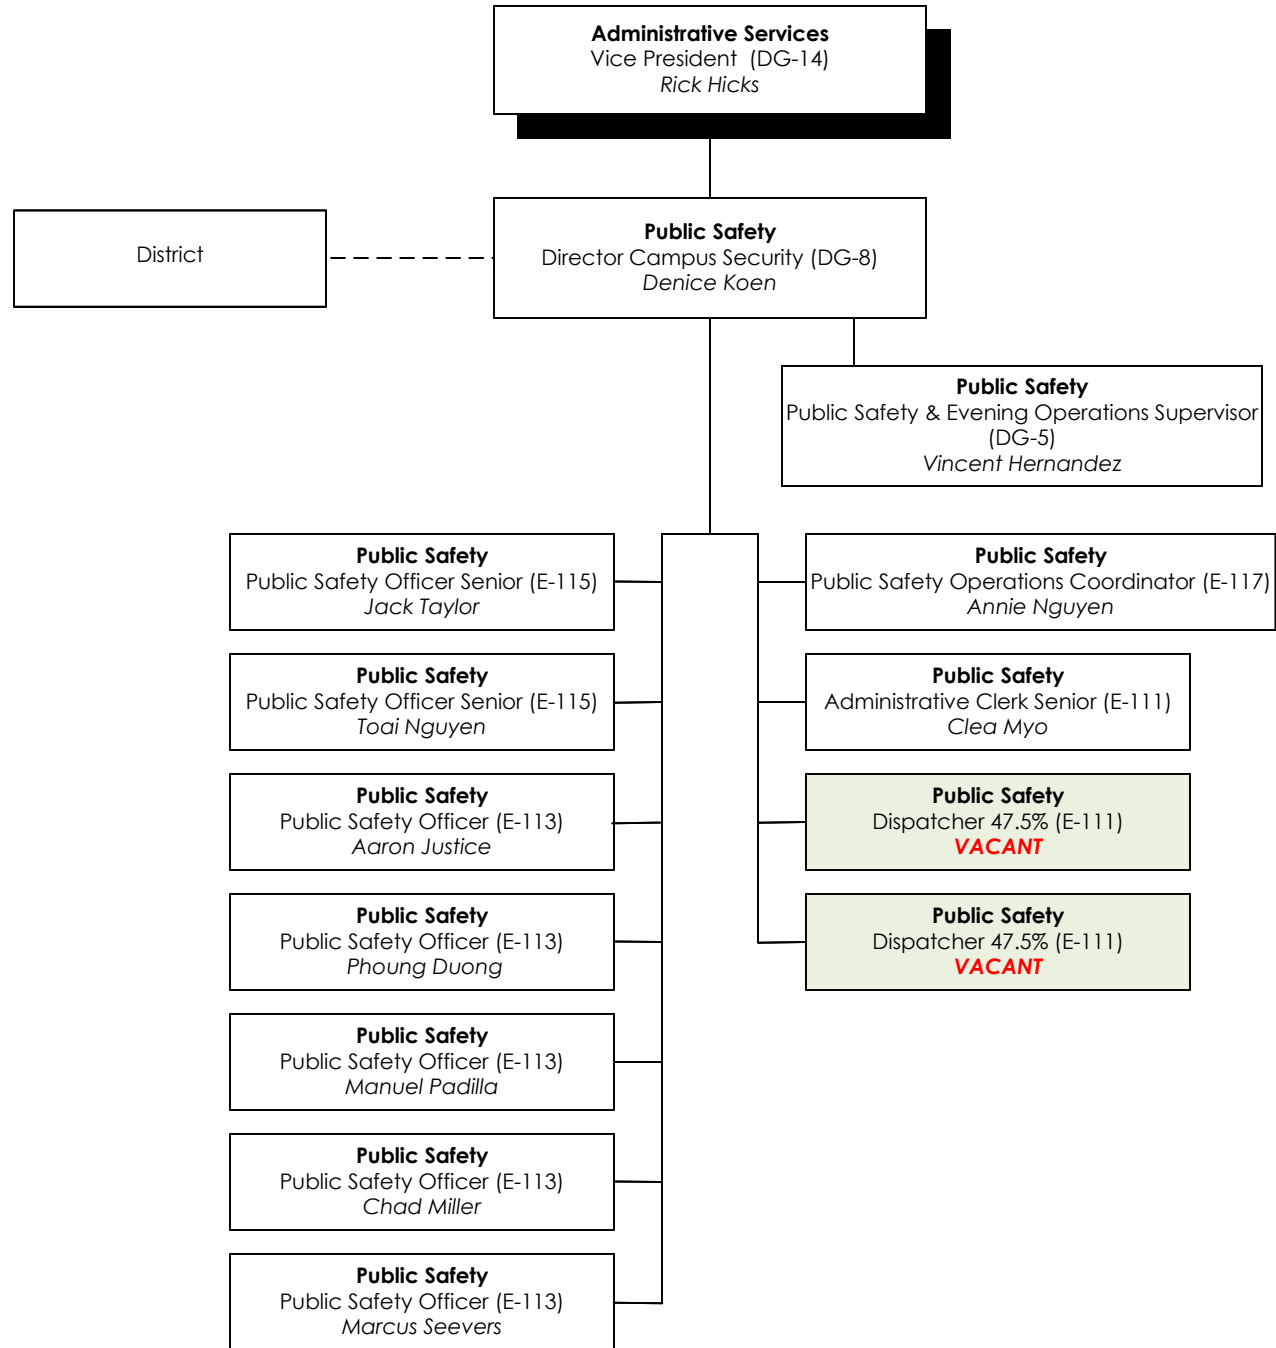 Administrative Services
Vice President  (DG-14)
Rick Hicks
District
Public Safety
Director Campus Security (DG-8)
Denice Koen
Public Safety
Public Safety & Evening Operations Supervisor
(DG-5)
Vincent Hernandez
Public Safety
Public Safety Officer Senior (E-115)
Jack Taylor
Public Safety
Public Safety Operations Coordinator (E-117)
Annie Nguyen
Public Safety
Public Safety Officer Senior (E-115)
Toai Nguyen
Public Safety
Administrative Clerk Senior (E-111)
Clea Myo
Public Safety
Public Safety Officer (E-113)
Aaron Justice
Public Safety
Dispatcher 47.5% (E-111)
VACANT
Public Safety
Public Safety Officer (E-113)
Phoung Duong
Public Safety
Dispatcher 47.5% (E-111)
VACANT
Public Safety
Public Safety Officer (E-113)
Manuel Padilla
Public Safety
Public Safety Officer (E-113)
Chad Miller
Public Safety
Public Safety Officer (E-113)
Marcus Seevers